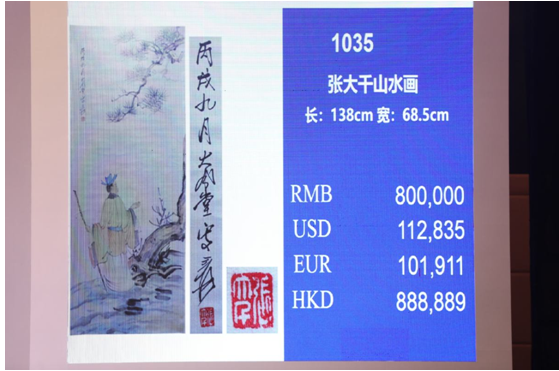 丙戌九月大風堂
1035
张大千山水画
长：138cm 宽：68.5cm
RMB 800,000
USD 112,835
EUR 101,911
HKD 888,889